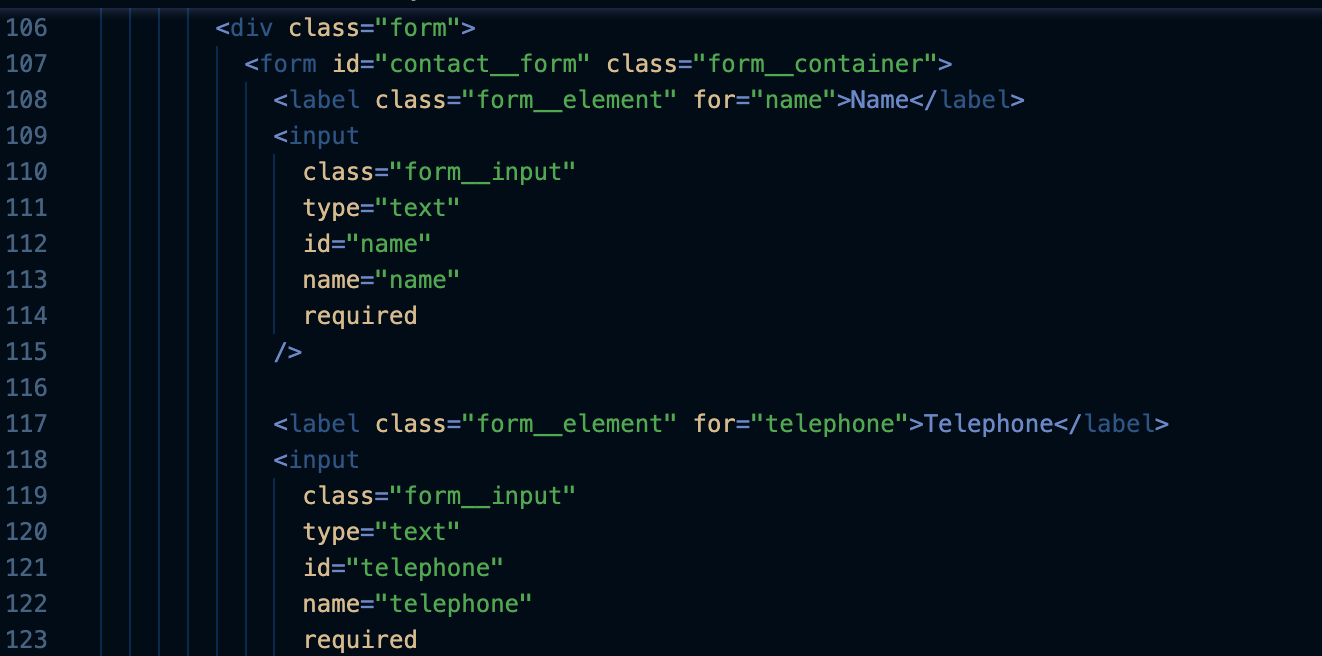 106 <div class="form">
107 <form id="contact__form" class="form__container">
108 <label class="form__element" for="name">Name</label>
109 <input
110 class="form__input"
111 type="text"
112 id="name"
113 name="name"
114 required
115 />
116
117 <label class="form__element" for="telephone">Telephone</label>
118 <input
119 class="form__input"
120 type="text"
121 id="telephone"
122 name="telephone"
123 required